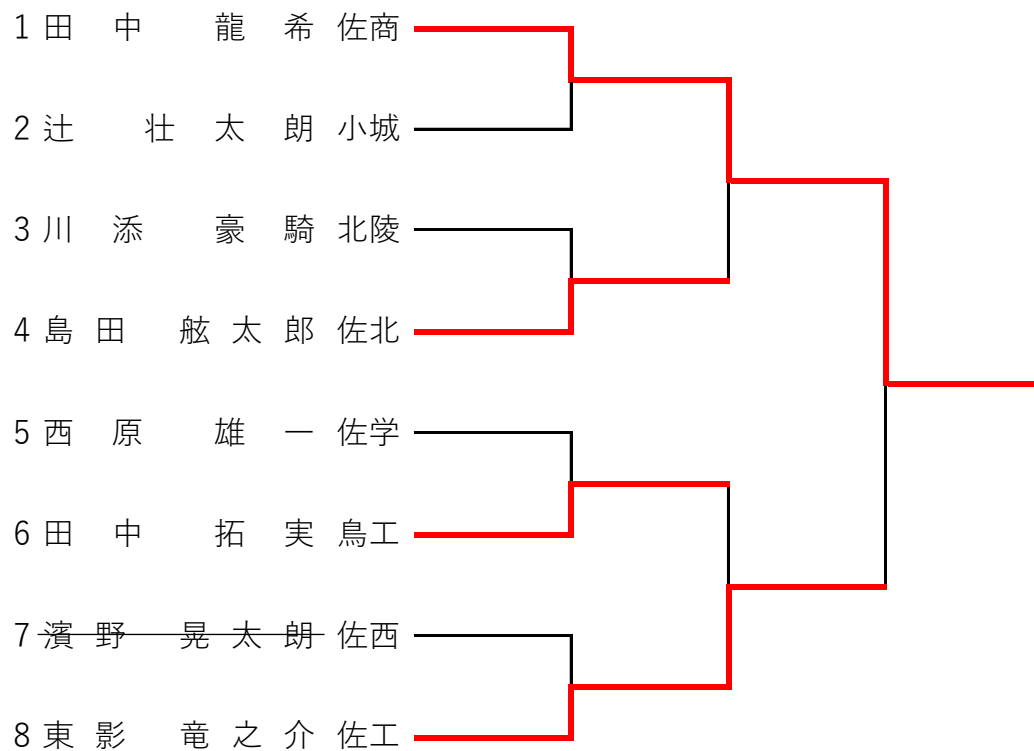 1 田中 龍希 佐商
2 辻 壮太朗 小城
3 川添 豪騎 北陵
4 島田 舷太郎 佐北
5 西原 雄一 佐学
6 田中 拓実 鳥工
7 濱野 晃太朗 佐西
8 東影 竜之介 佐工